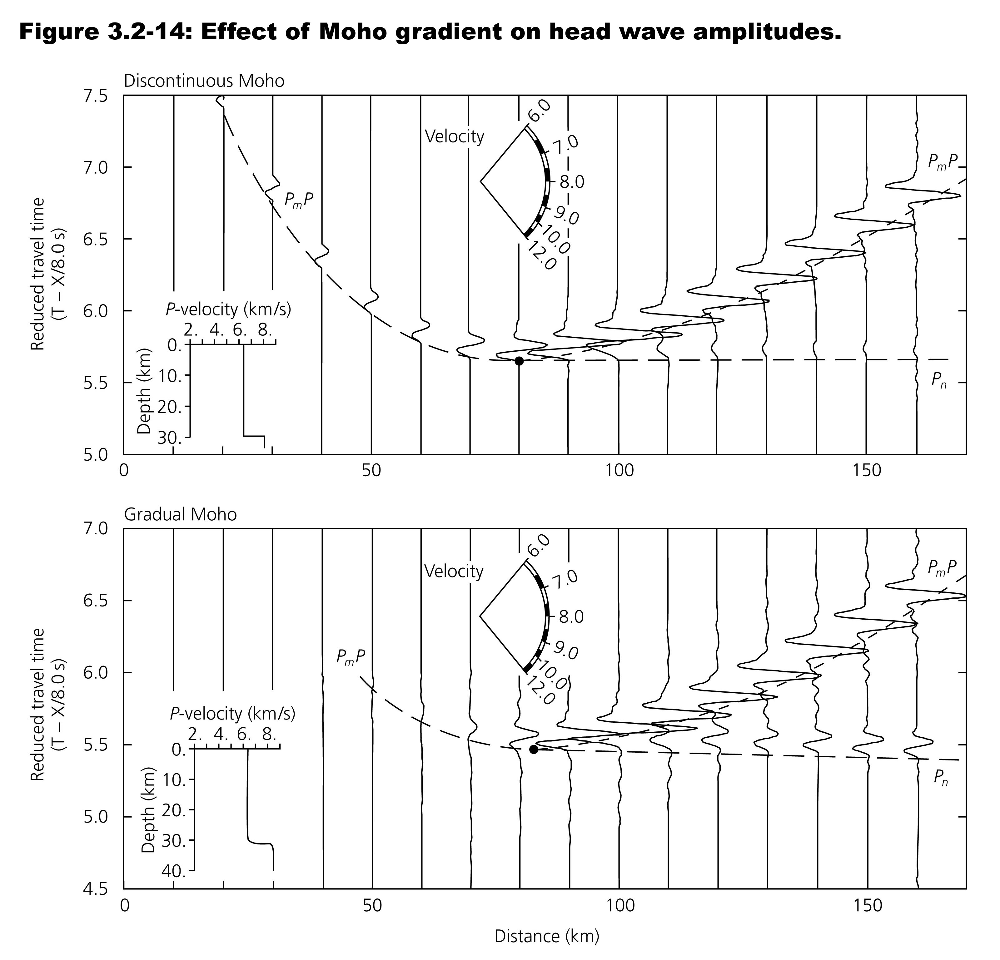 Figure 3.2-14: Effect of Moho gradient on head wave amplitudes.
Discontinuous Moho
7.5
7.0
6.5
6.0
5.5
5.0
Reduced travel time
(T – X/8.0 s)
0
50
100
150
Velocity
6.0
7.0
8.0
9.0
10.0
12.0
PmP
PmP
Pn
P-velocity (km/s)
2. 4. 6. 8.
0.
10.
20.
30.
Depth (km)
Gradual Moho
7.0
6.5
6.0
5.5
5.0
4.5
Reduced travel time
(T – X/8.0 s)
0
50
100
150
Velocity
6.0
7.0
8.0
9.0
10.0
12.0
PmP
PmP
Pn
P-velocity (km/s)
2. 4. 6. 8.
0.
10.
20.
30.
40.
Depth (km)
Distance (km)